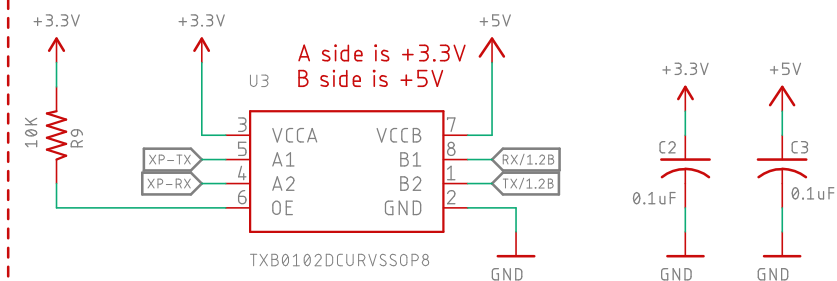 +3.3V
+3.3V
+5V
A side is +3.3V
B side is +5V
U3
+3.3V
+5V
10K
R9
3
VCCA
VCCB
7
XP-TX
5
A1
B1
8
RX/1.2B
XP-RX
4
A2
B2
1
TX/1.2B
6
OE
GND
2
C2
C3
0.1uF
0.1uF
TXB0102DCURVSSOP8
GND
GND
GND